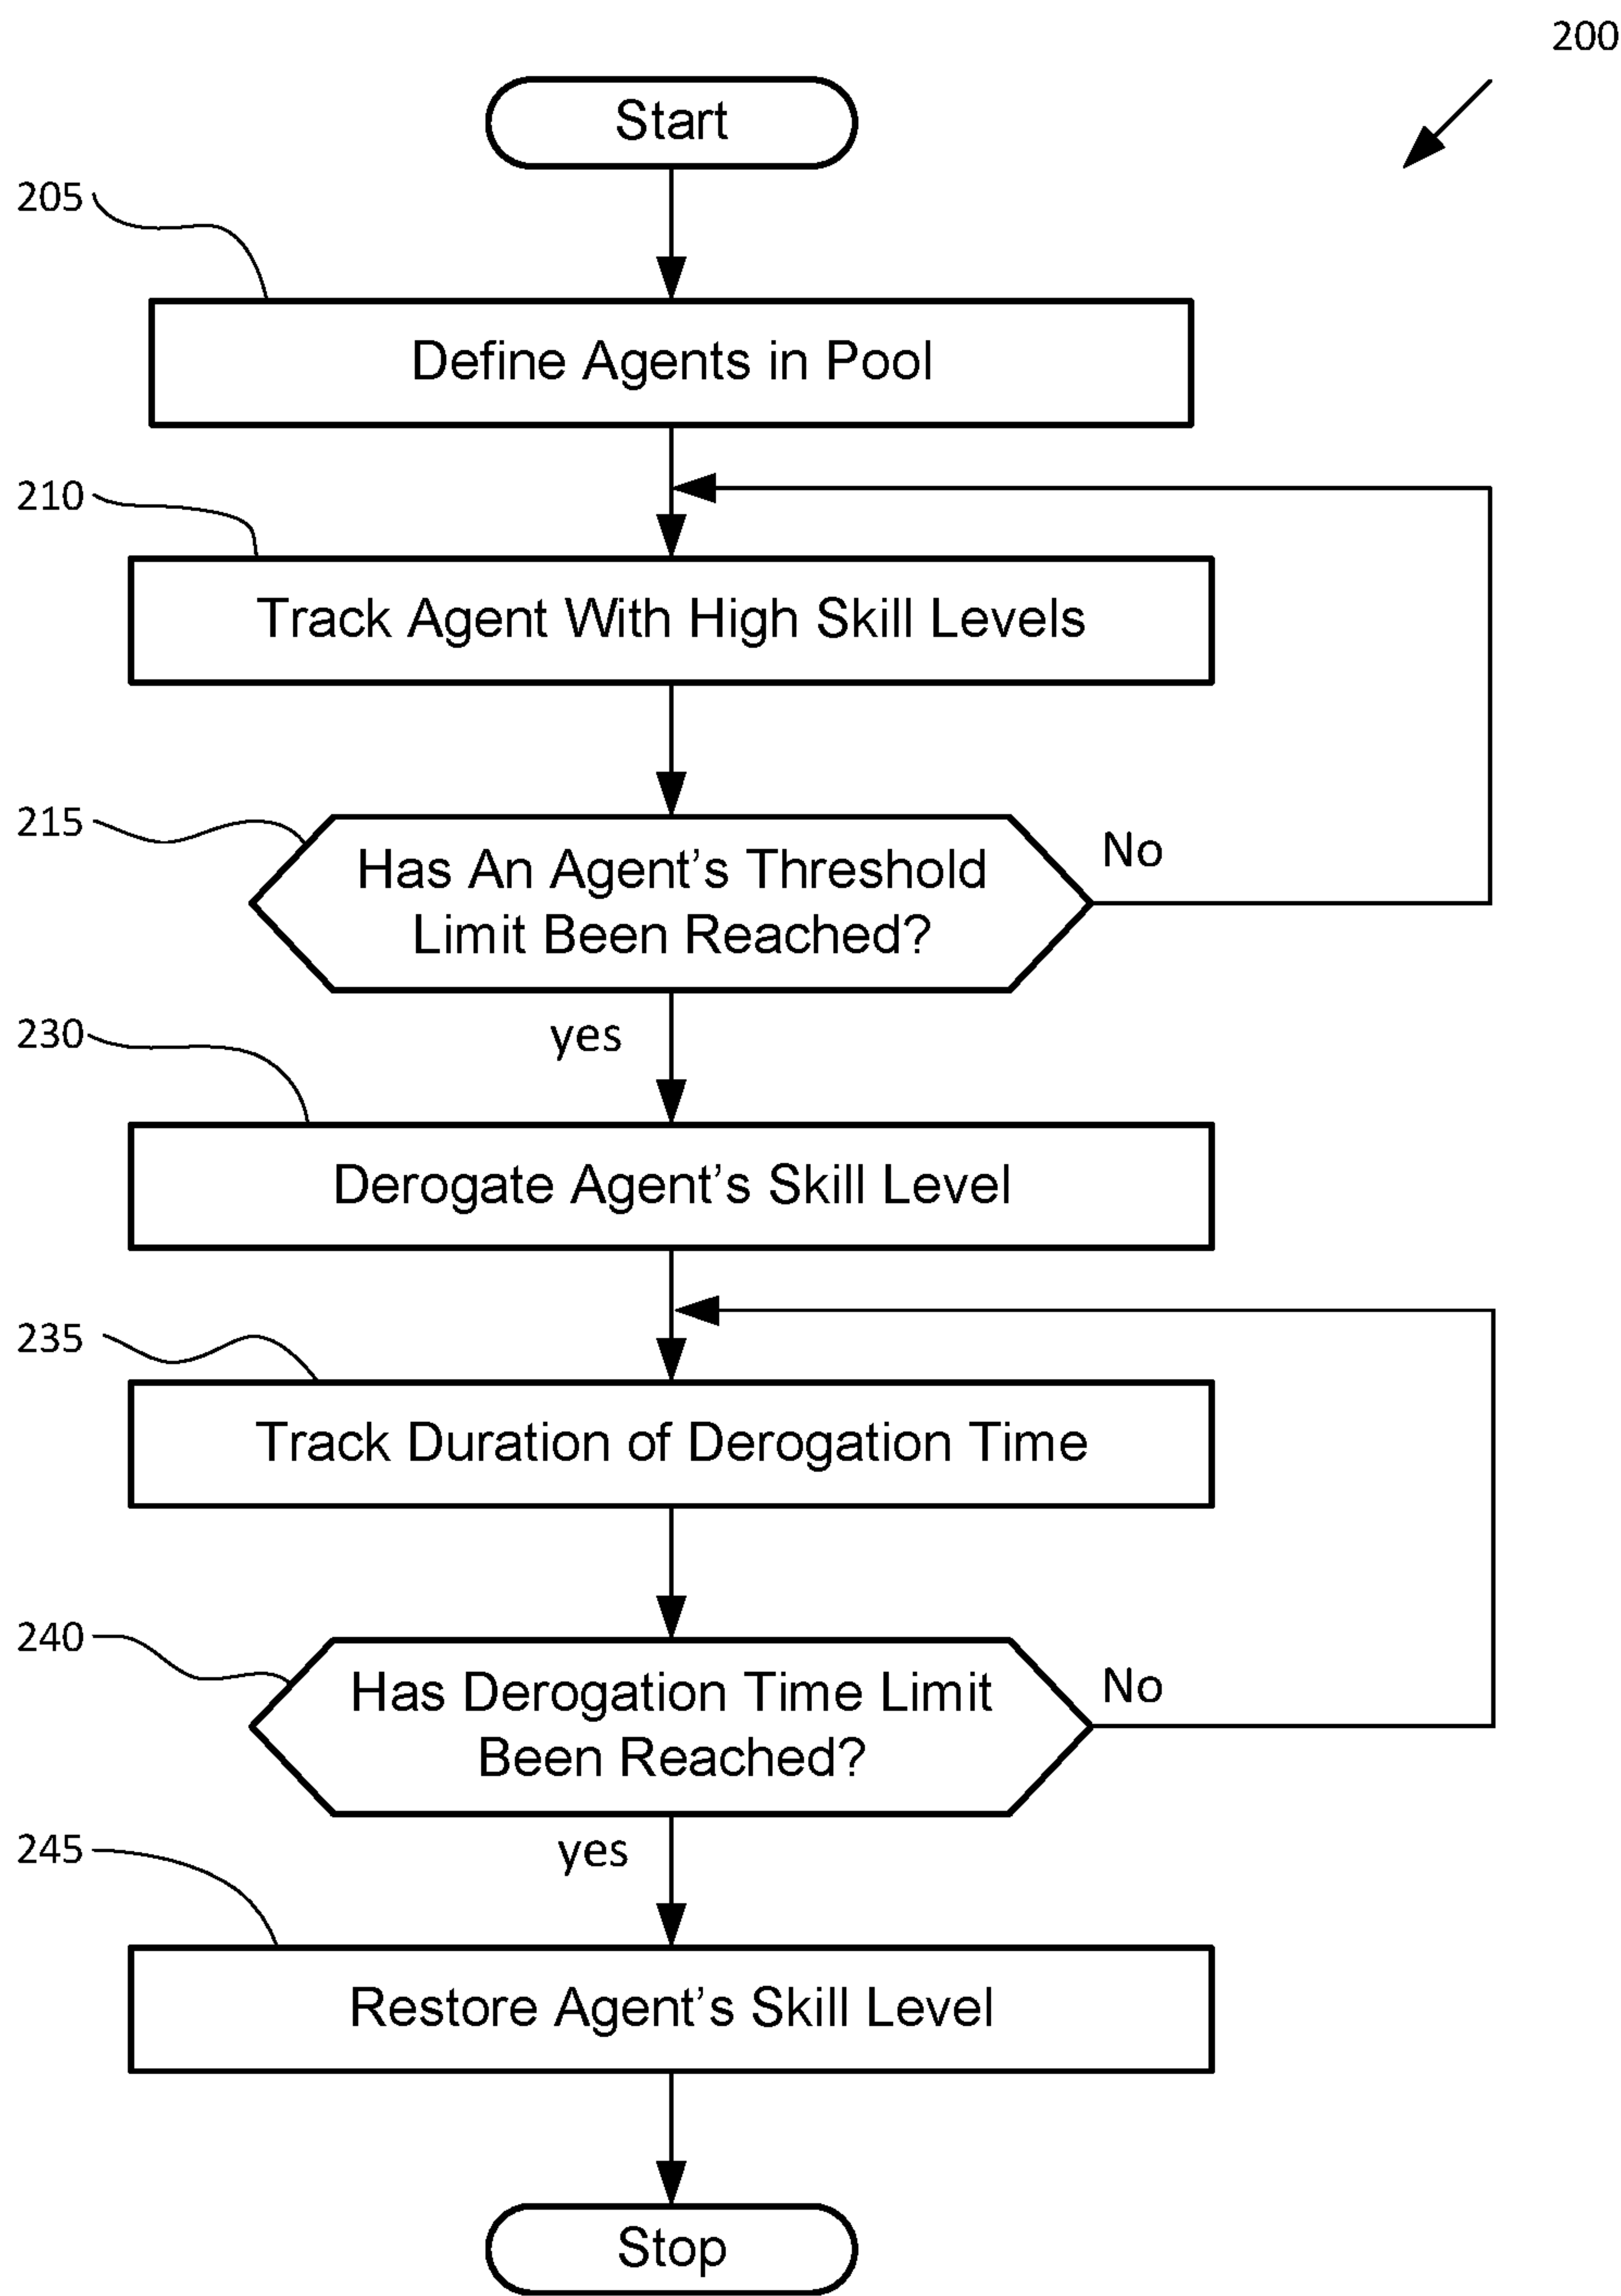 200
Start
205
Define Agents in Pool
210
Track Agent With High Skill Levels
215
Has An Agent’s Threshold
Limit Been Reached?
No
yes
230
Derogate Agent’s Skill Level
235
Track Duration of Derogation Time
240
Has Derogation Time Limit
Been Reached?
No
yes
245
Restore Agent’s Skill Level
Stop